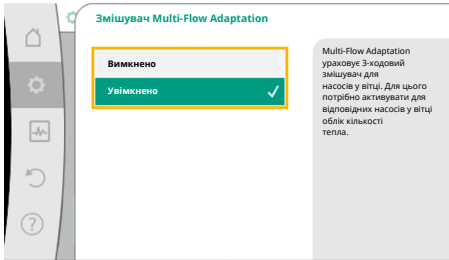 Змішувач Multi-Flow Adaptation
Вимкнено
Увімкнено
Multi-Flow Adaptation
ураховує 3-ходовий
змішувач для
насосів у вітці. Для цього
потрібно активувати для
відповідних насосів у вітці
облік кількості
тепла.